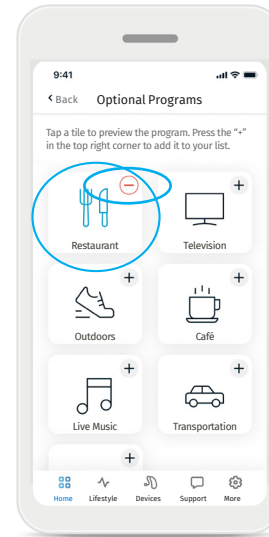 9:41
Back Optional Programs
Tap a tile to preview the program. Press the “+”
in the top right corner to add it to your list.
Restaurant
+
Television
+
Outdoors
+
Café
+
Live Music
+
Transportation
+
Home Lifestyle Devices Support More